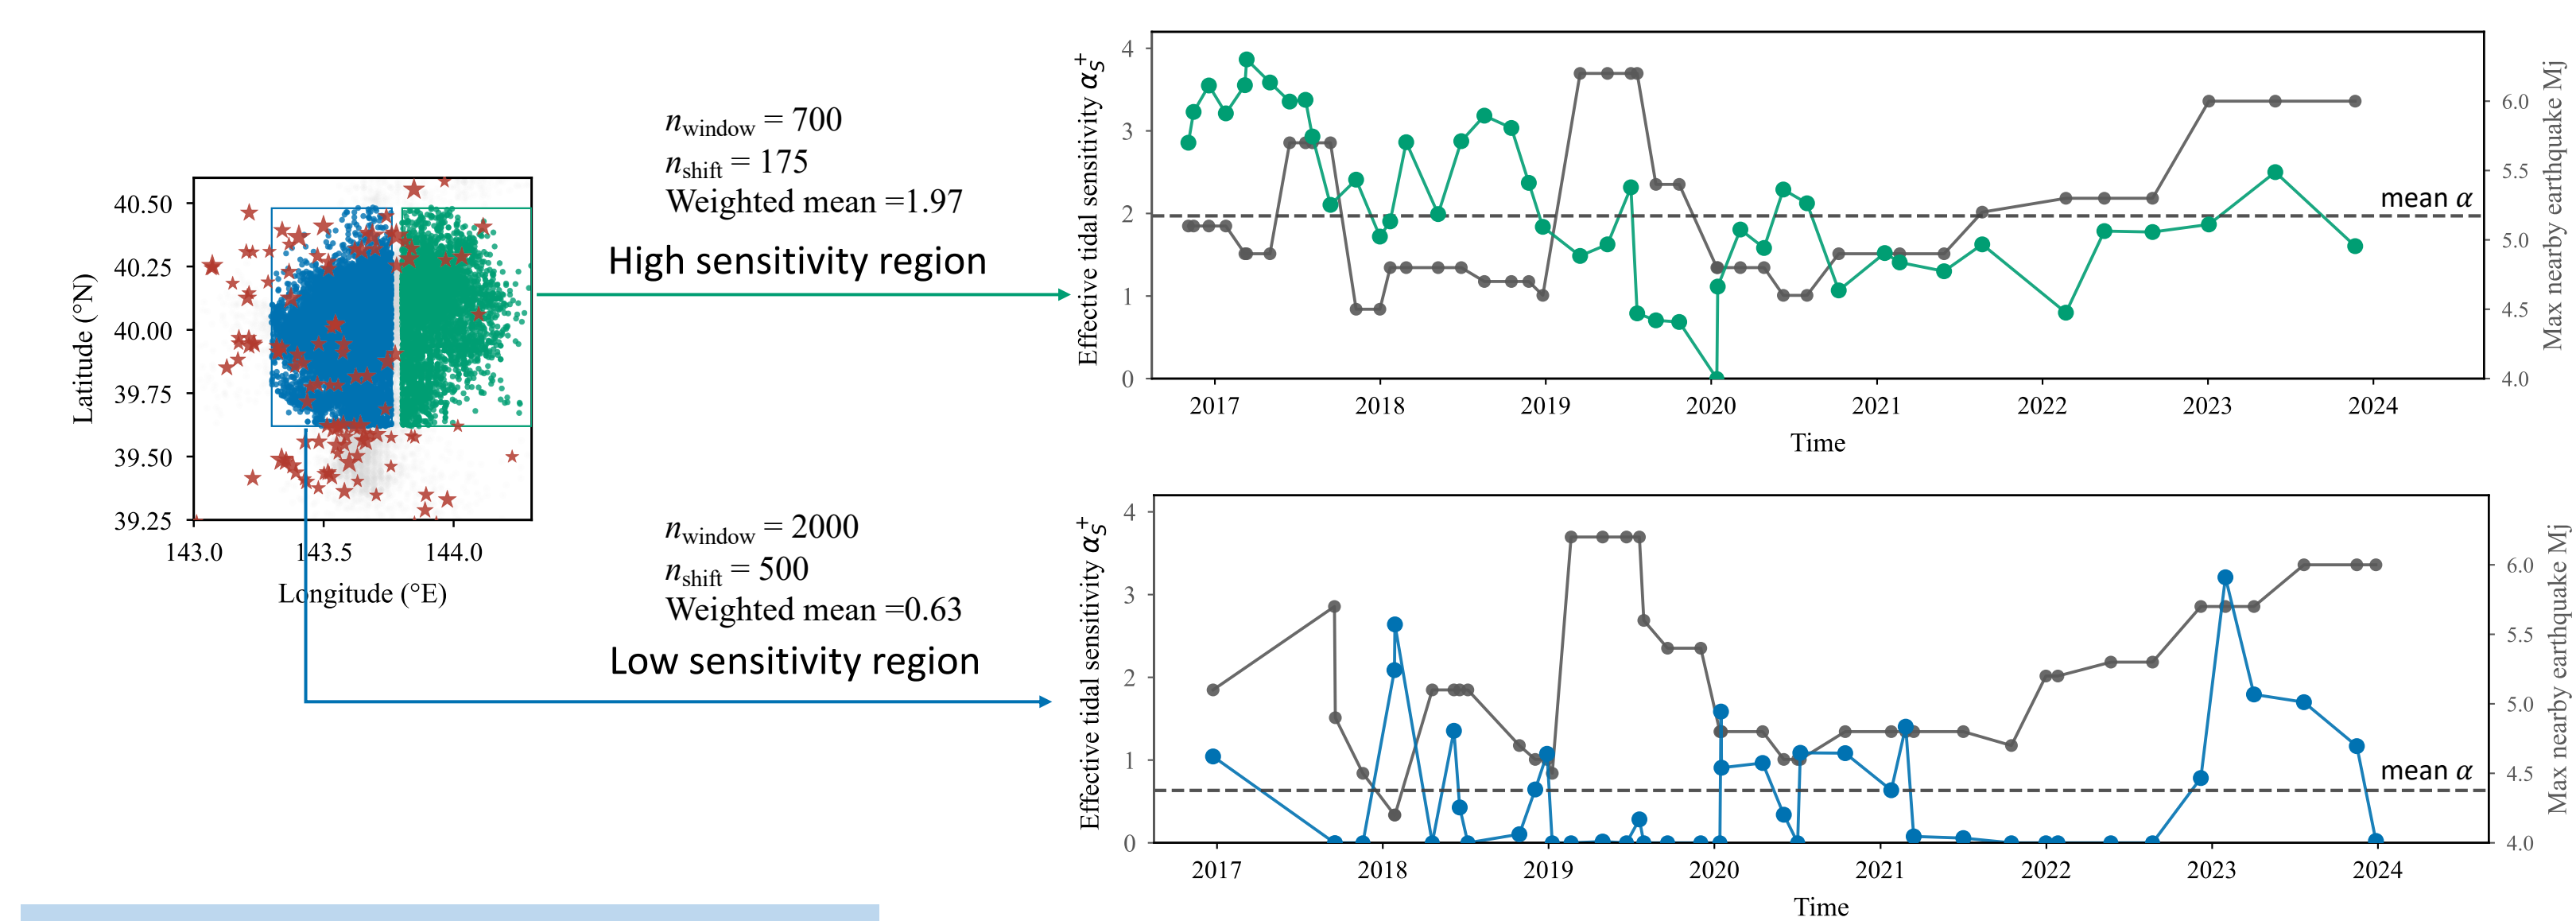 40.50
40.25
40.00
39.75
39.50
39.25
Latitude (°N)
143.0 143.5 144.0
Longitude (°E)
n_window = 700
n_shift = 175
Weighted mean =1.97
High sensitivity region
n_window = 2000
n_shift = 500
Weighted mean =0.63
Low sensitivity region
Effective tidal sensitivity α_S^+
4
3
2
1
0
mean α
Max nearby earthquake Mj
6.0
5.5
5.0
4.5
4.0
2017 2018 2019 2020 2021 2022 2023 2024
Time
Effective tidal sensitivity α_S^+
4
3
2
1
0
mean α
Max nearby earthquake Mj
6.0
5.5
5.0
4.5
4.0
2017 2018 2019 2020 2021 2022 2023 2024
Time